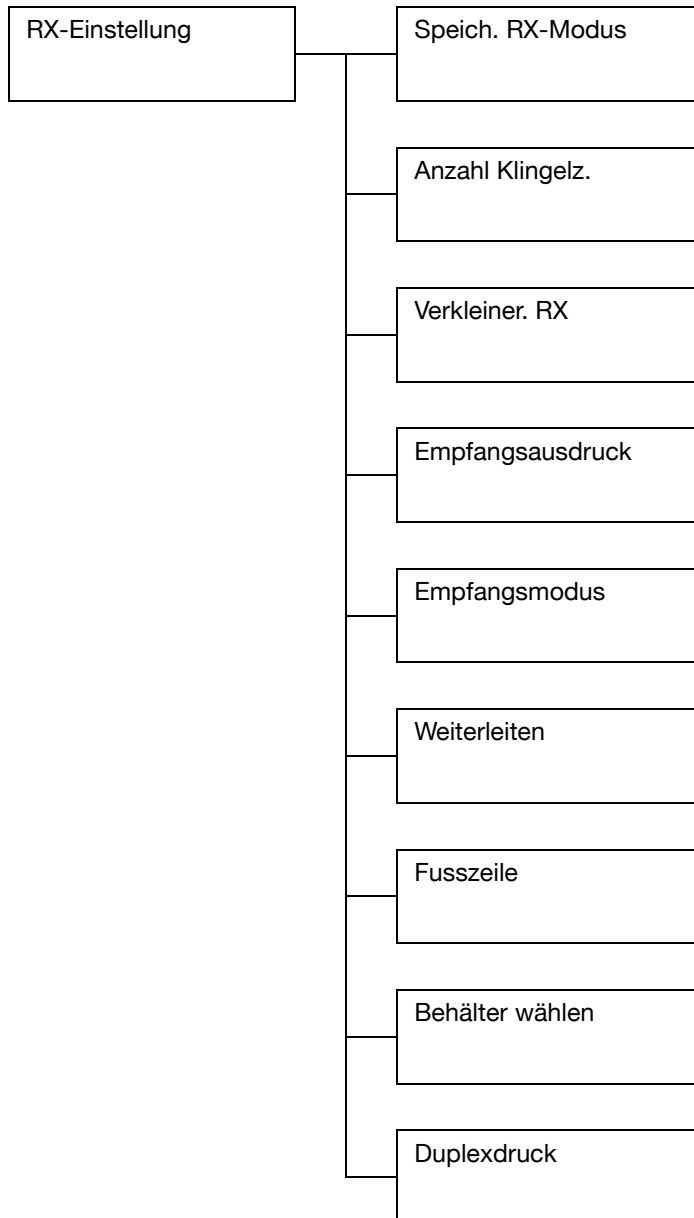 RX-Einstellung
Speich. RX-Modus
Anzahl Klingelz.
Verkleiner. RX
Empfangsausdruck
Empfangsmodus
Weiterleiten
Fusszeile
Behälter wählen
Duplexdruck